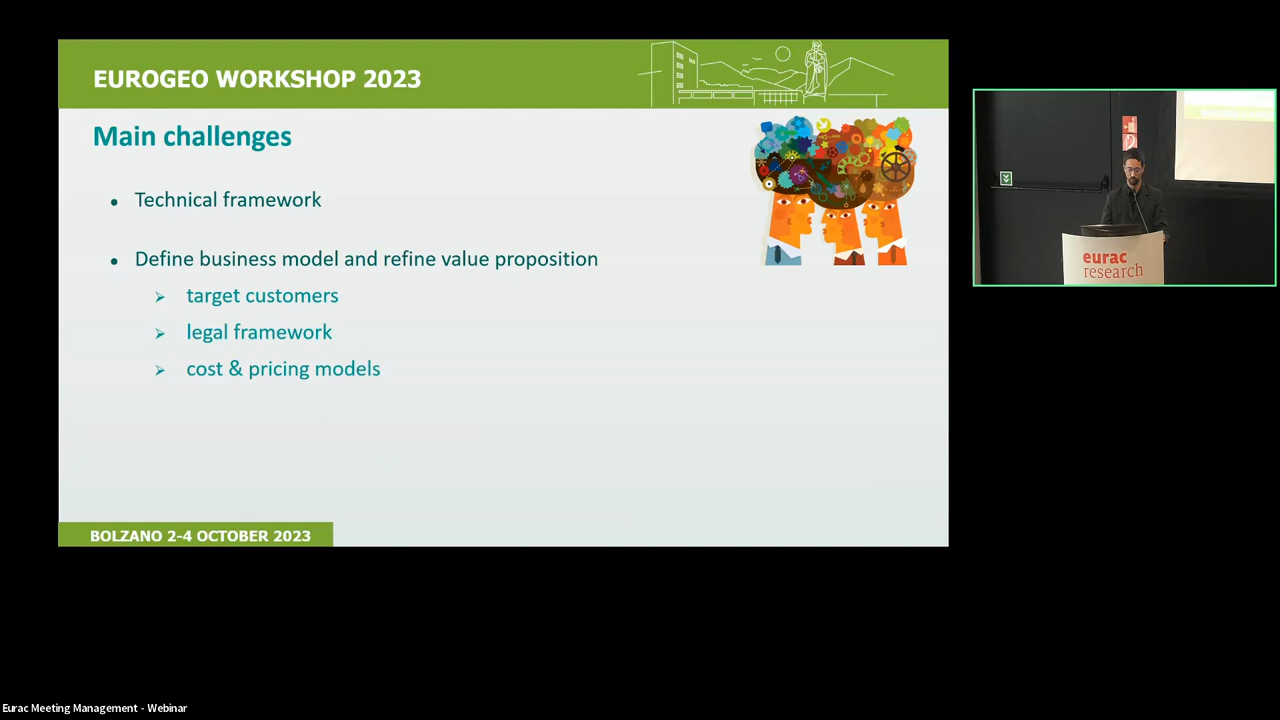 EUROGEO WORKSHOP 2023
Main challenges
• Technical framework
• Define business model and refine value proposition
➢ target customers
➢ legal framework
➢ cost & pricing models
BOLZANO 2-4 OCTOBER 2023
eurac
research
Eurac Meeting Management - Webinar